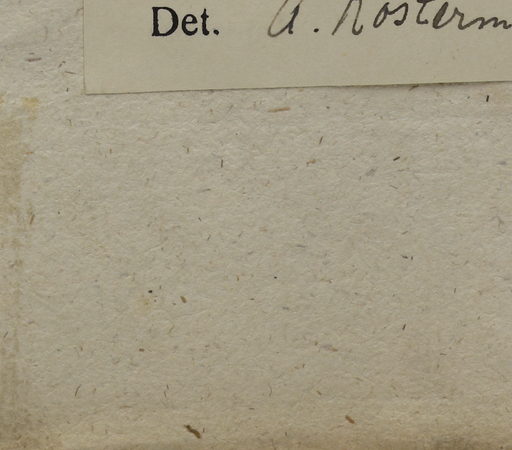 Det. A. Kosterm